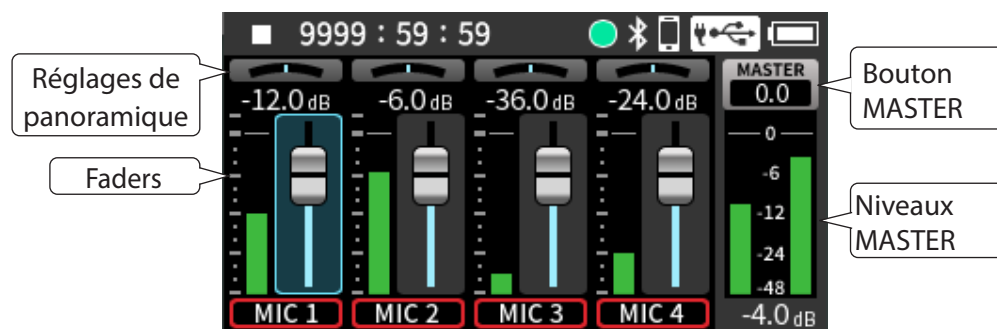 9999 : 59 : 59
Réglages de
panoramique
MASTER
0.0
Bouton
MASTER
-12.0 dB
-6.0 dB
-36.0 dB
-24.0 dB
Faders
0
-6
-12
-24
-48
Niveaux
MASTER
MIC 1
MIC 2
MIC 3
MIC 4
-4.0 dB